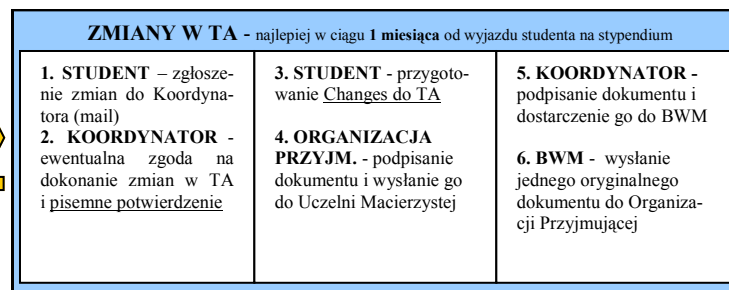 ZMIANY W TA - najlepiej w ciągu 1 miesiąca od wyjazdu studenta na stypendium
1. STUDENT – zgłosze-
nie zmian do Koordyna-
tora (mail)
2. KOORDYNATOR -
ewentualna zgoda na
dokonanie zmian w TA
i pisemne potwierdzenie
3. STUDENT - przygoto-
wanie Changes do TA
4. ORGANIZACJA
PRZYJM. - podpisanie
dokumentu i wysłanie go
do Uczelni Macierzystej
5. KOORDYNATOR -
podpisanie dokumentu i
dostarczenie go do BWM
6. BWM - wysłanie
jednego oryginalnego
dokumentu do Organiza-
cji Przyjmującej